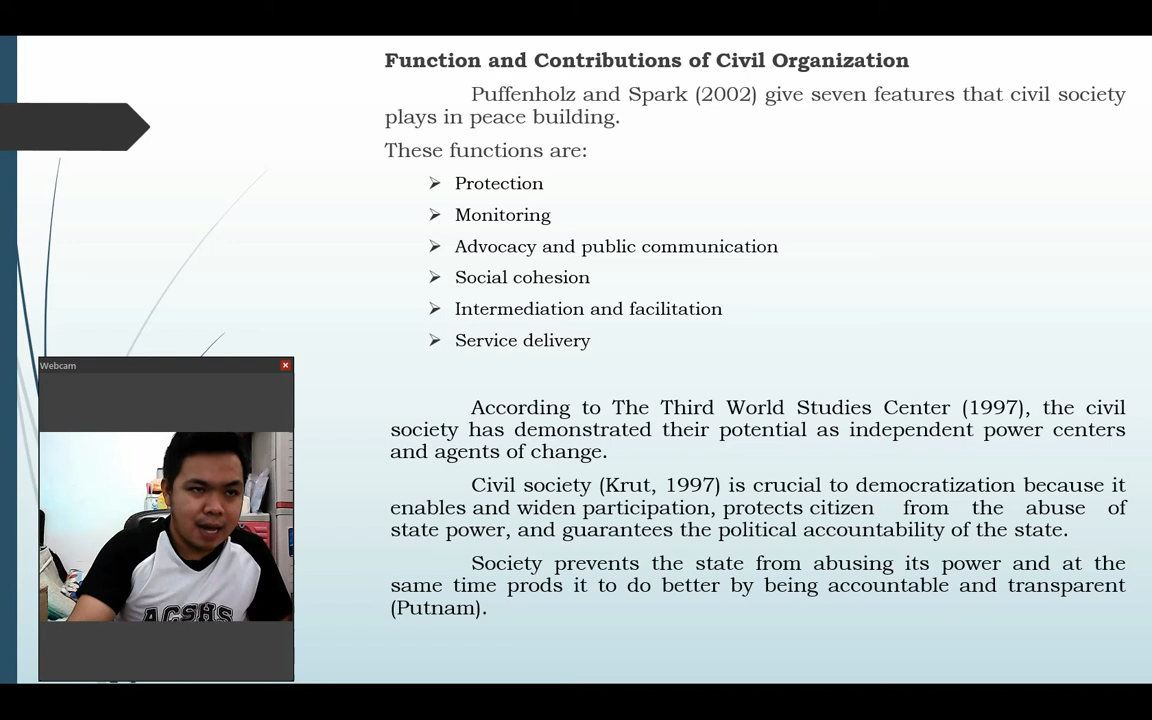 Function and Contributions of Civil Organization
Puffenholz and Spark (2002) give seven features that civil society
plays in peace building.
These functions are:
Protection
Monitoring
Advocacy and public communication
Social cohesion
Intermediation and facilitation
Service delivery
Webcam
According to The Third World Studies Center (1997), the civil
society has demonstrated their potential as independent power centers
and agents of change.
Civil society (Krut, 1997) is crucial to democratization because it
enables and widen participation, protects citizen from the abuse of
state power, and guarantees the political accountability of the state.
Society prevents the state from abusing its power and at the
same time prods it to do better by being accountable and transparent
(Putnam).
ACSHS